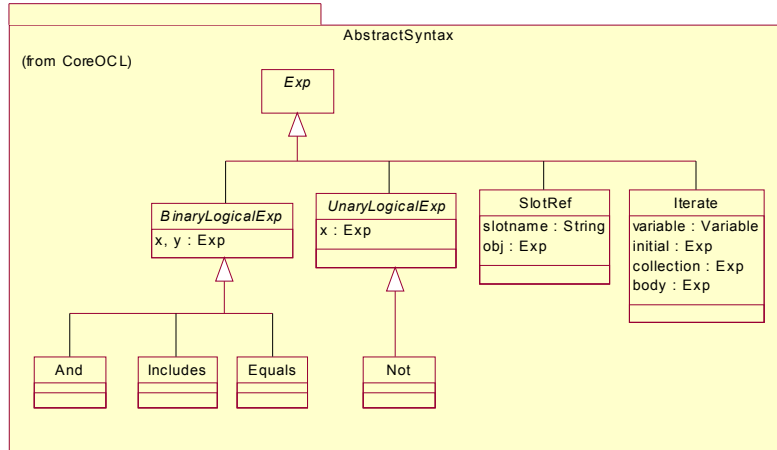 AbstractSyntax
(from CoreOCL)
Exp
BinaryLogicalExp
x, y : Exp
UnaryLogicalExp
x : Exp
SlotRef
slotname : String
obj : Exp
Iterate
variable : Variable
initial : Exp
collection : Exp
body : Exp
And
Includes
Equals
Not